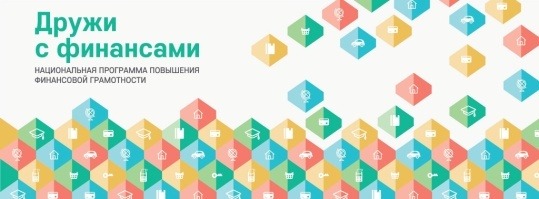 Дружи
с финансами
НАЦИОНАЛЬНАЯ ПРОГРАММА ПОВЫШЕНИЯ
ФИНАНСОВОЙ ГРАМОТНОСТИ